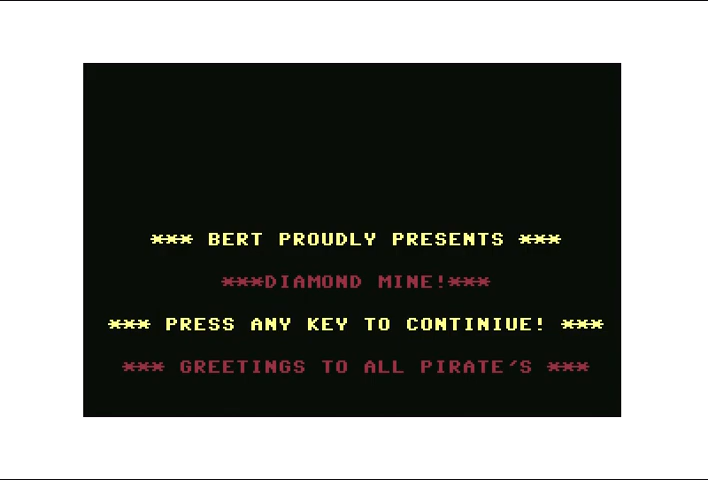 *** BERT PROUDLY PRESENTS ***
***DIAMOND MINE!***
*** PRESS ANY KEY TO CONTINIUE! ***
*** GREETINGS TO ALL PIRATE'S ***